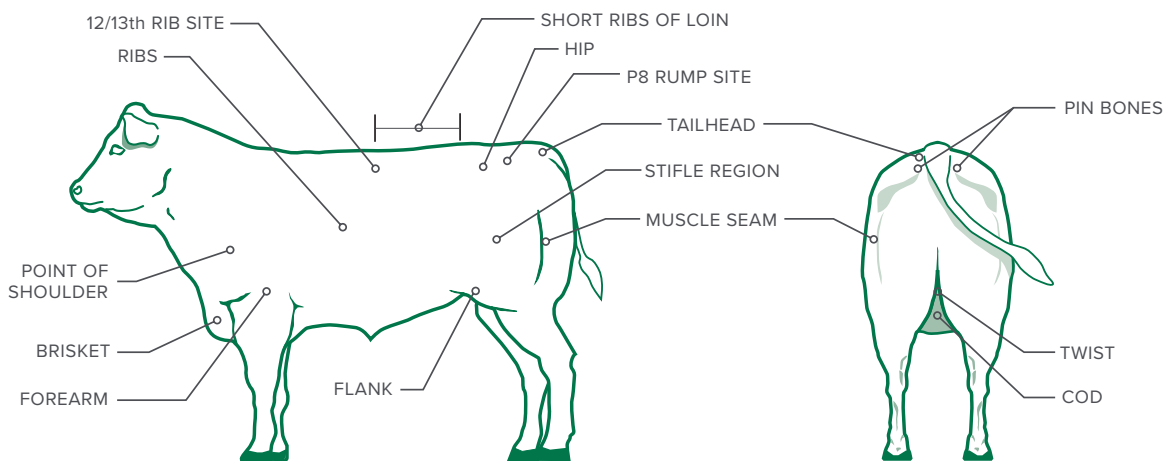 12/13th RIB SITE
RIBS
SHORT RIBS OF LOIN
HIP
P8 RUMP SITE
TAILHEAD
PIN BONES
STIFLE REGION
MUSCLE SEAM
POINT OF
SHOULDER
BRISKET
FOREARM
FLANK
TWIST
COD